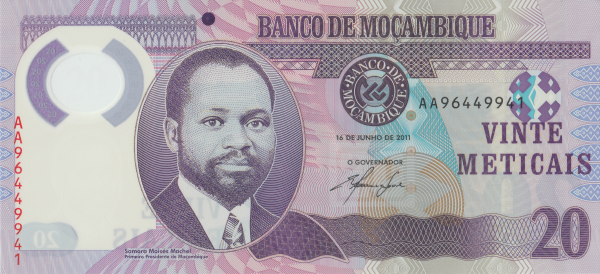 BANCO DE MOÇAMBIQUE
BANCO DE MOÇAMBIQUE
AA96449941
16 DE JUNHO DE 2011
O GOVERNADOR
VINTE
METICAIS
AA96449941
Samora Moisés Machel
Primeiro Presidente de Moçambique
20